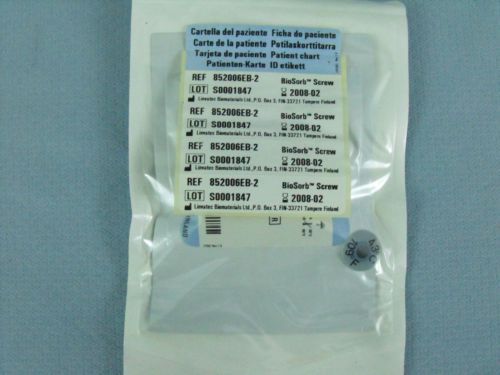 Cartella del paziente Ficha do paciente
Carte de la patiente Potilaskorttitarra
Tarjeta de paciente Patient chart
Patienten-Karte ID etikett
REF 852006EB-2 BioSorb™ Screw
LOT S0001847 2008-02
Linvatec Biomaterials Ltd., P.O. Box 3, FIN-33721 Tampere Finland
REF 852006EB-2 BioSorb™ Screw
LOT S0001847 2008-02
Linvatec Biomaterials Ltd., P.O. Box 3, FIN-33721 Tampere Finland
REF 852006EB-2 BioSorb™ Screw
LOT S0001847 2008-02
Linvatec Biomaterials Ltd., P.O. Box 3, FIN-33721 Tampere Finland
REF 852006EB-2 BioSorb™ Screw
LOT S0001847 2008-02
Linvatec Biomaterials Ltd., P.O. Box 3, FIN-33721 Tampere Finland
R
43°C
109°F